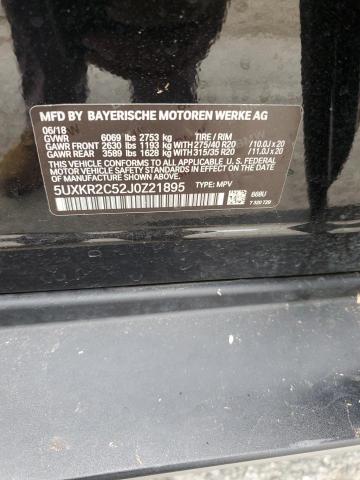 MFD BY BAYERISCHE MOTOREN WERKE AG
06/18
GVWR 6069 lbs 2753 kg TIRE / RIM
GAWR FRONT 2630 lbs 1193 kg WITH 275/40 R20 / 10.0J x 20
GAWR REAR 3589 lbs 1628 kg WITH 315/35 R20 / 11.0J x 20
THIS VEHICLE CONFORMS TO ALL APPLICABLE U.S. FEDERAL
MOTOR VEHICLE SAFETY STANDARDS IN EFFECT
ON THE DATE OF MANUFACTURE SHOWN ABOVE.
5UXKR2C52J0Z21895 TYPE: MPV